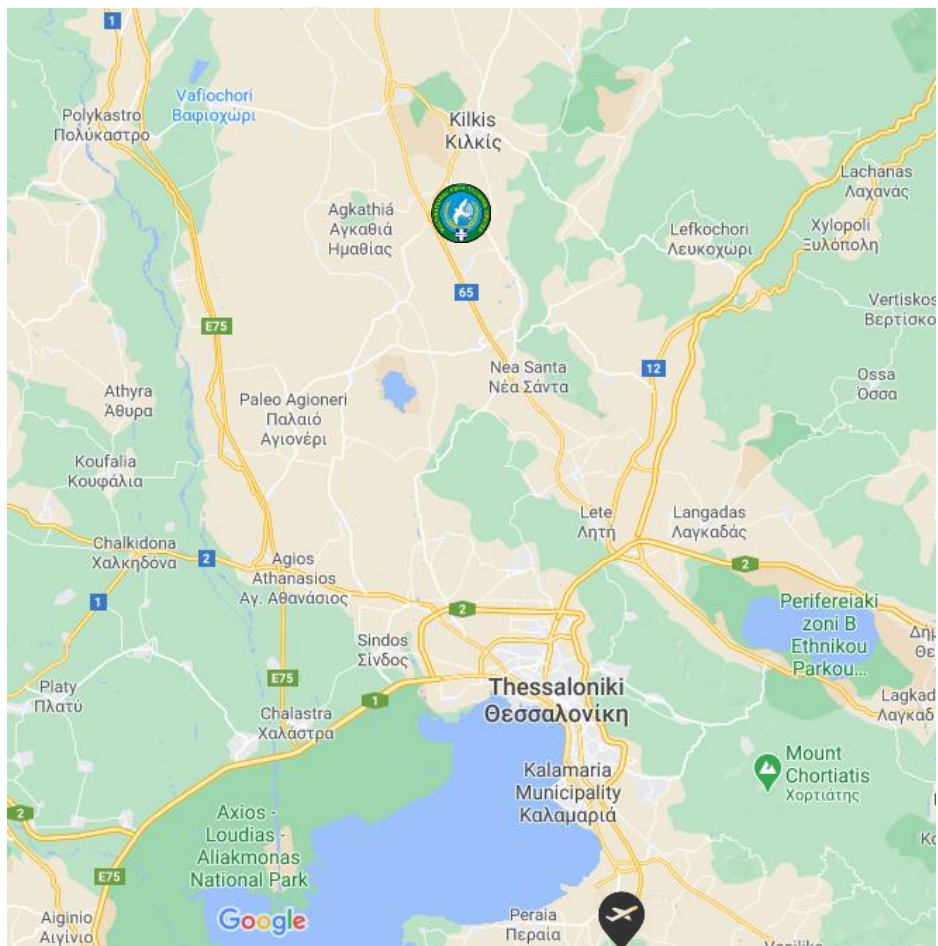 1
Vafiochori
Βαφιοχώρι
Polykastro
Πολύκαστρο
Kilkis
Κιλκίς
Lachanas
Λαχανάς
Agkathiá
Αγκαθιά
Ημαθίας
Lefkochori
Λευκοχώρι
Xylopoli
Ξυλόπολη
65
Vertiskos
Βερτίσκο
E75
Nea Santa
Νέα Σάντα
12
Ossa
Όσσα
Athyra
Άθυρα
Paleo Agioneri
Παλαιό
Αγιονέρι
Koufalia
Κουφάλια
Lete
Λητή
Langadas
Λαγκαδάς
Chalkidona
Χαλκηδόνα
2
Agios
Athanasios
Αγ. Αθανάσιος
2
1
2
Perifereiaki
zoni B
Ethnikou
Parkou...
Sindos
Σίνδος
Δήμ
Θε
E75
Platy
Πλατύ
1
Thessaloniki
Θεσσαλονίκη
Lagkad
Λαγκαδ
Chalastra
Χαλάστρα
Mount
Chortiatis
Χορτιάτης
Kalamaria
Municipality
Καλαμαριά
2
Axios -
Loudias -
Aliakmonas
National Park
E75
Aiginio
Αιγίνιο
Google
Peraia
Περαία